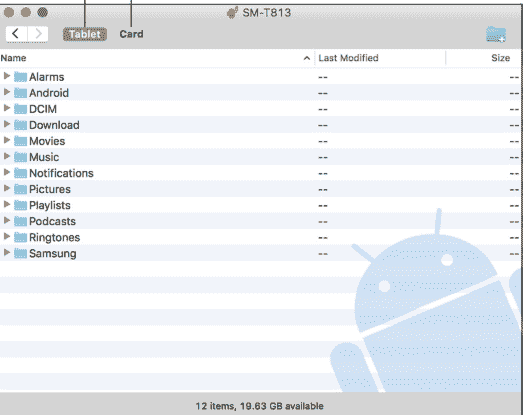 SM-T813
Tablet Card
Name Last Modified Size
Alarms -- --
Android -- --
DCIM -- --
Download -- --
Movies -- --
Music -- --
Notifications -- --
Pictures -- --
Playlists -- --
Podcasts -- --
Ringtones -- --
Samsung -- --
12 items, 19.63 GB available